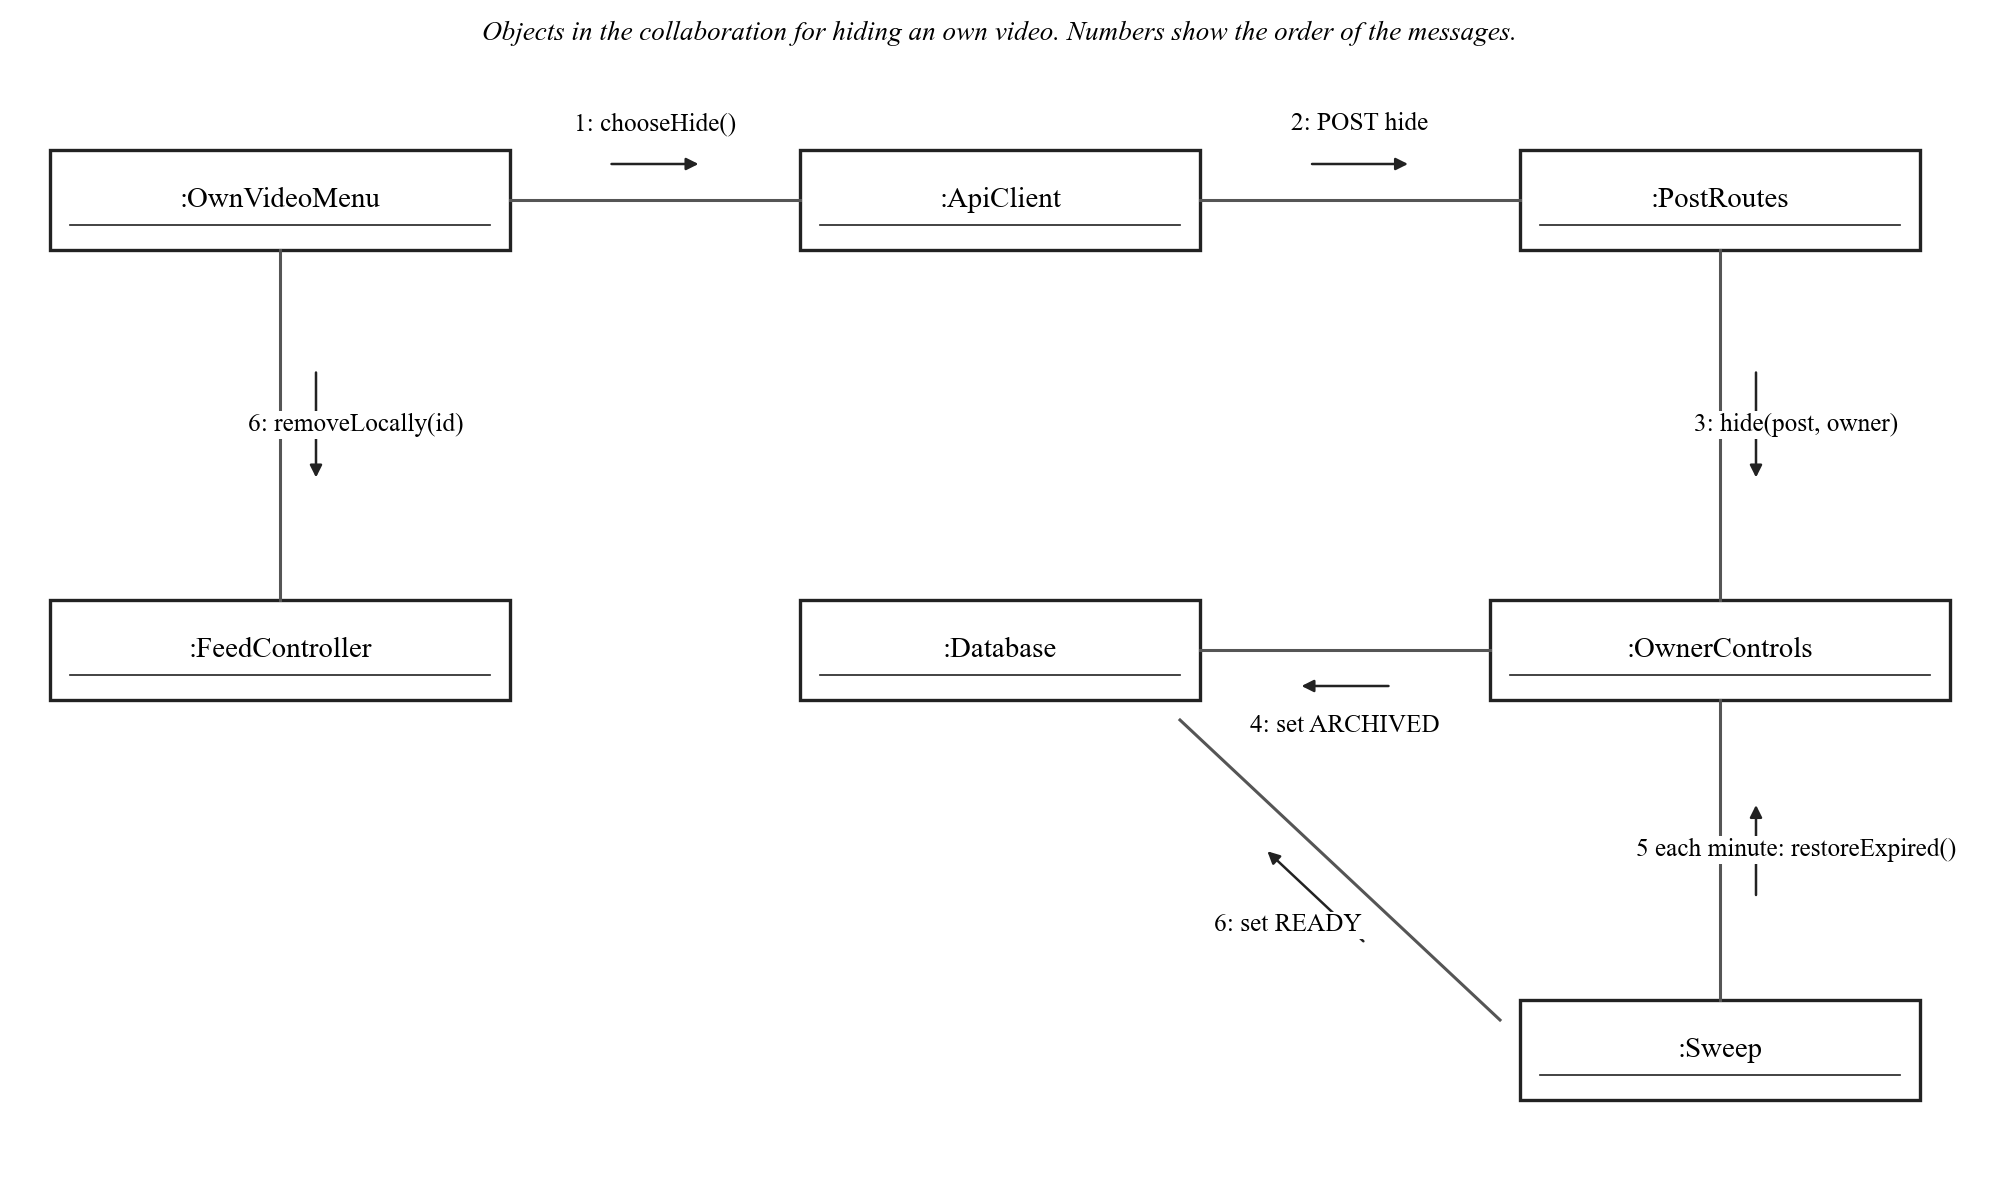 Objects in the collaboration for hiding an own video. Numbers show the order of the messages.
1: chooseHide()
2: POST hide
:OwnVideoMenu
:ApiClient
:PostRoutes
6: removeLocally(id)
3: hide(post, owner)
:FeedController
:Database
:OwnerControls
4: set ARCHIVED
5 each minute: restoreExpired()
6: set READY
:Sweep